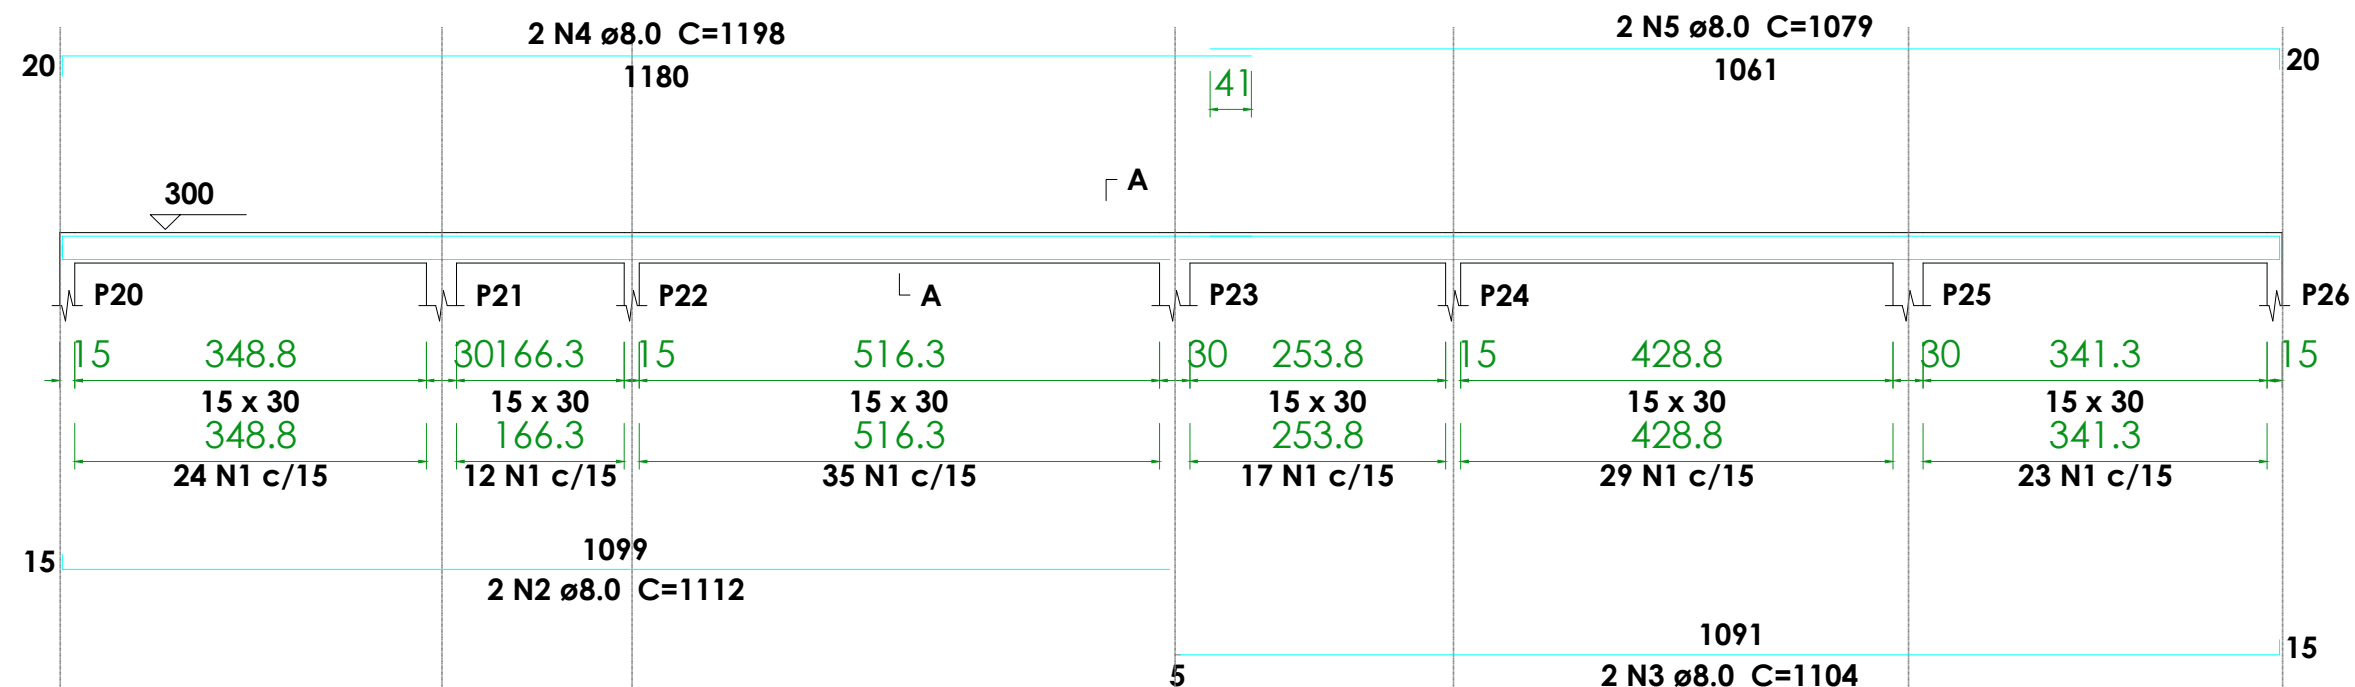 2 N4 ø8.0 C=1198
2 N5 ø8.0 C=1079
20
1180
1061
20
41
A
300
P20
P21
P22
A
P23
P24
P25
P26
15 348.8 30 166.3 15 516.3 30 253.8 15 428.8 30 341.3 15
15 x 30 15 x 30 15 x 30 15 x 30 15 x 30 15 x 30
348.8 166.3 516.3 253.8 428.8 341.3
24 N1 c/15 12 N1 c/15 35 N1 c/15 17 N1 c/15 29 N1 c/15 23 N1 c/15
15
1099
2 N2 ø8.0 C=1112
1091
15
5
2 N3 ø8.0 C=1104